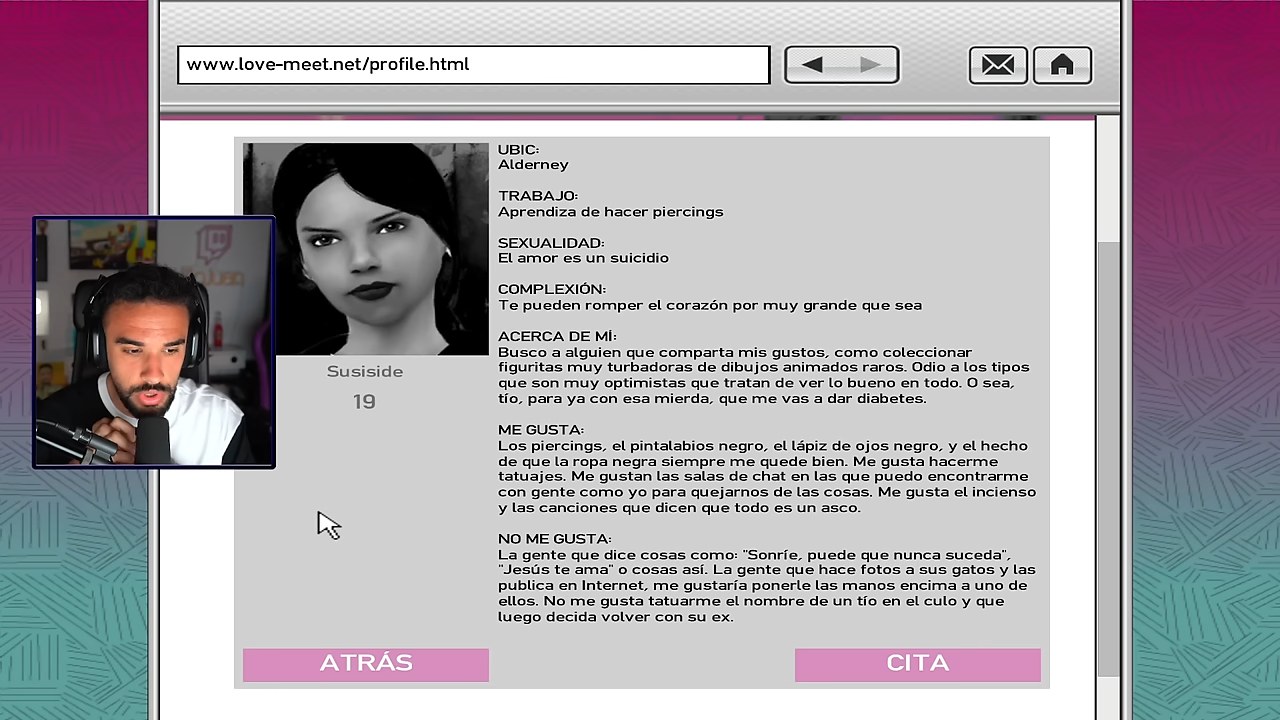 www.love-meet.net/profile.html
UBIC:
Alderney
TRABAJO:
Aprendiza de hacer piercings
SEXUALIDAD:
El amor es un suicidio
COMPLEXIÓN:
Te pueden romper el corazón por muy grande que sea
ACERCA DE MÍ:
Busco a alguien que comparta mis gustos, como coleccionar
figuritas muy turbadoras de dibujos animados raros. Odio a los tipos
que son muy optimistas que tratan de ver lo bueno en todo. O sea,
tío, para ya con esa mierda, que me vas a dar diabetes.
ME GUSTA:
Los piercings, el pintalabios negro, el lápiz de ojos negro, y el hecho
de que la ropa negra siempre me quede bien. Me gusta hacerme
tatuajes. Me gustan las salas de chat en las que puedo encontrarme
con gente como yo para quejarnos de las cosas. Me gusta el incienso
y las canciones que dicen que todo es un asco.
NO ME GUSTA:
La gente que dice cosas como: "Sonríe, puede que nunca suceda",
"Jesús te ama" o cosas así. La gente que hace fotos a sus gatos y las
publica en Internet, me gustaría ponerle las manos encima a uno de
ellos. No me gusta tatuarme el nombre de un tío en el culo y que
luego decida volver con su ex.
Susiside
19
ATRÁS
CITA